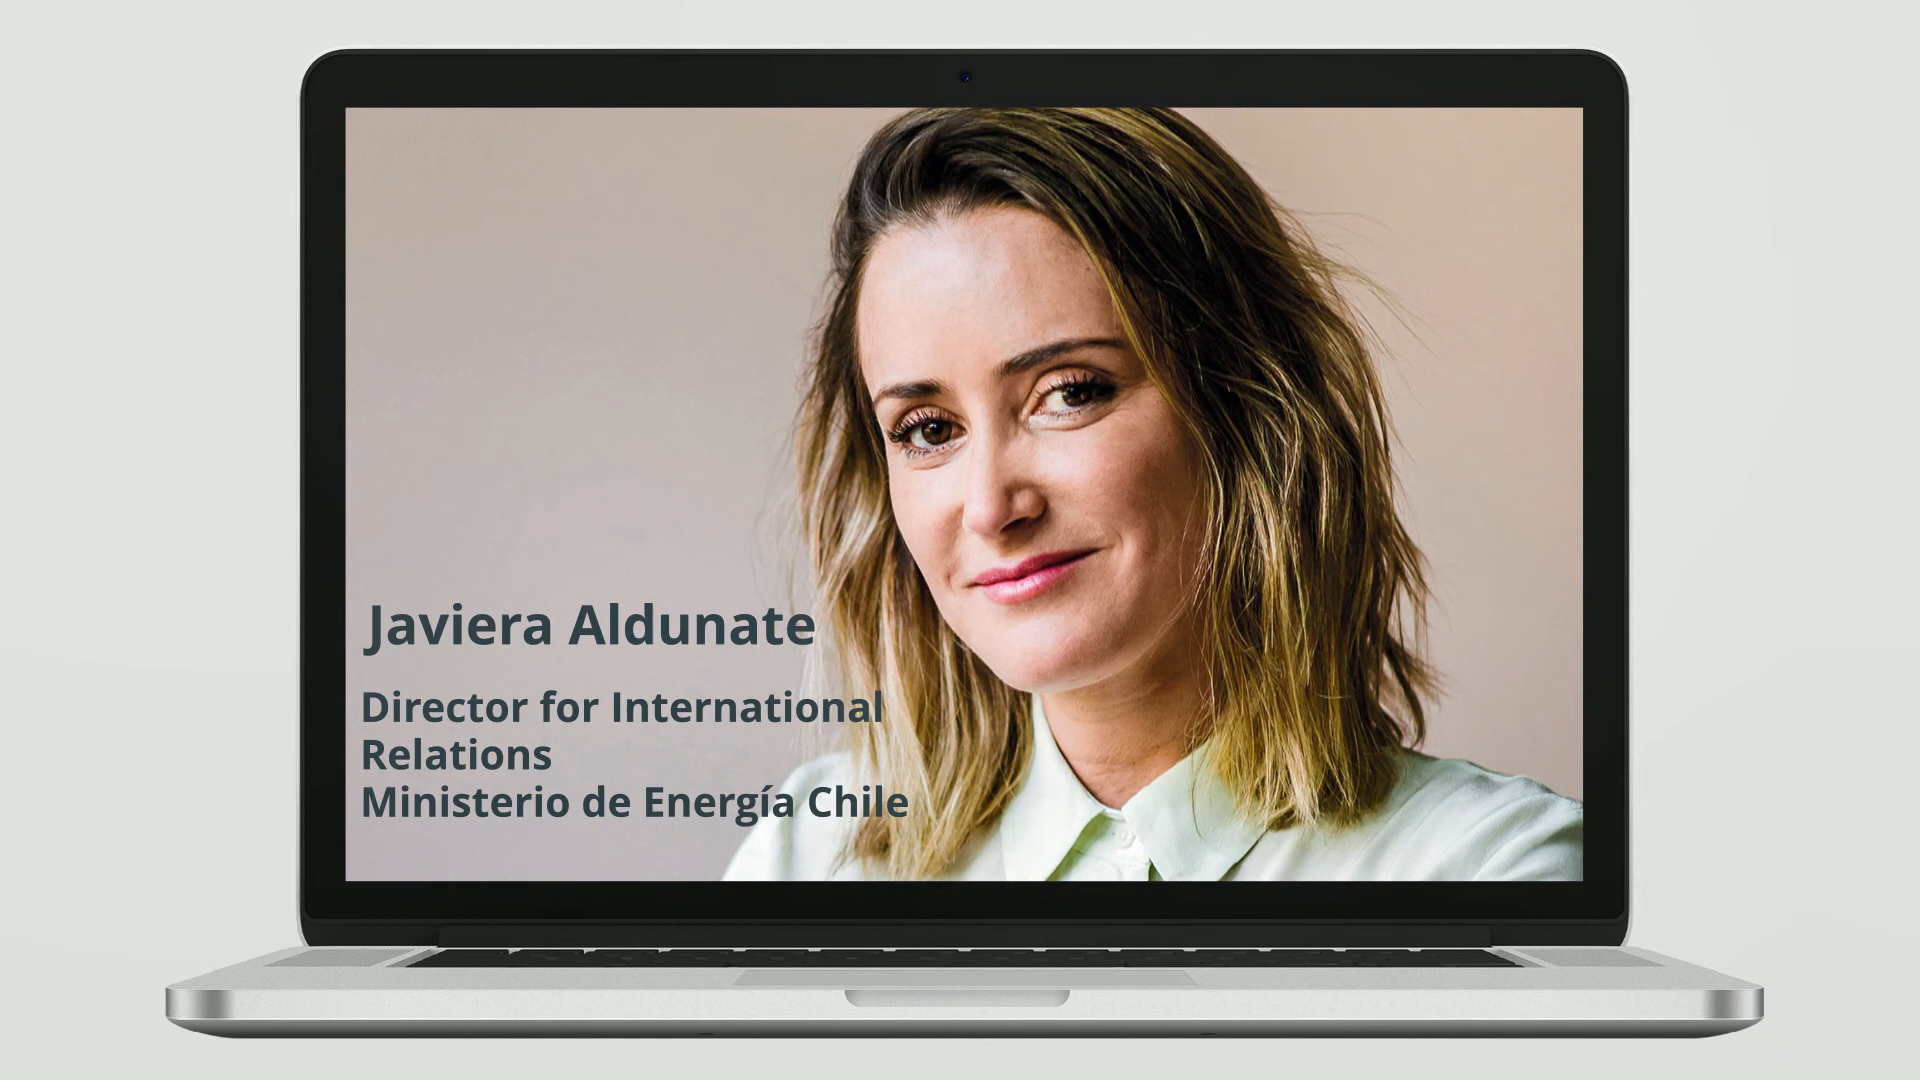 Javiera Aldunate
Director for International
Relations
Ministerio de Energía Chile